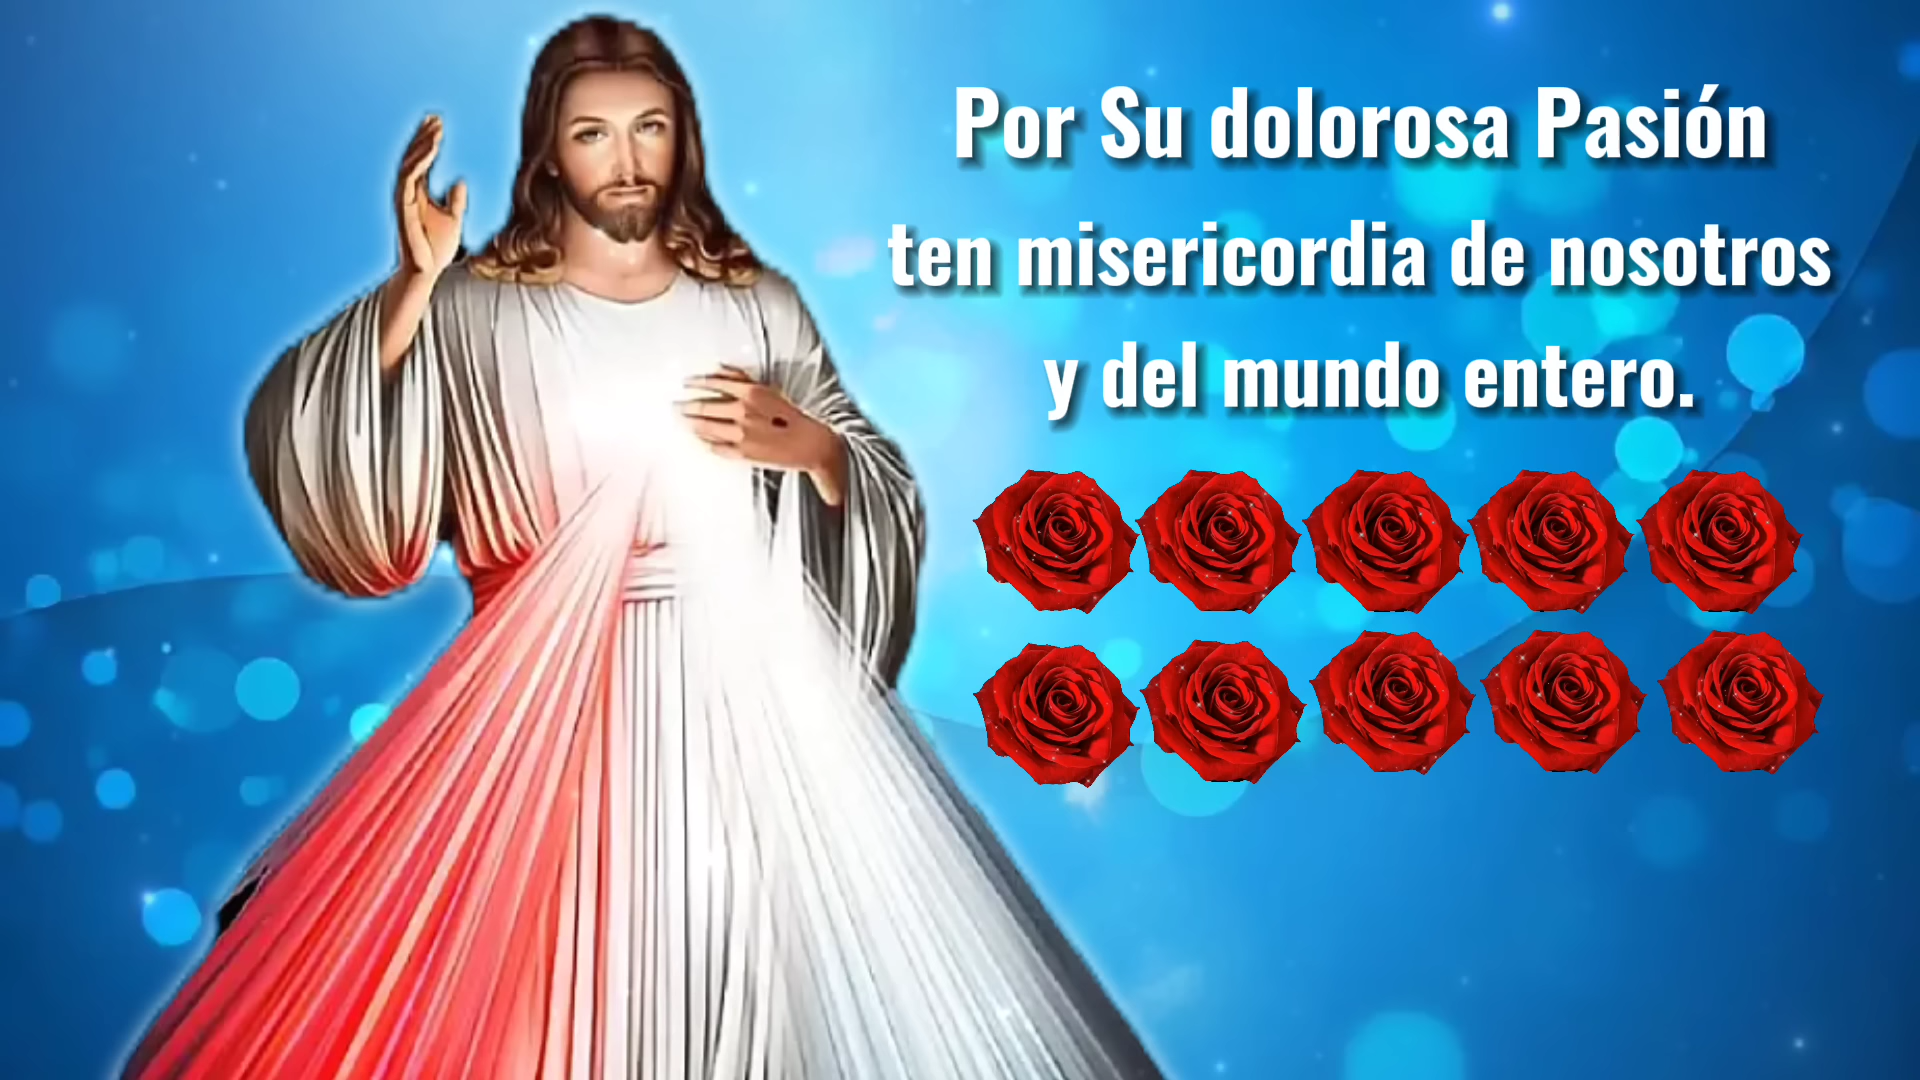 Por Su dolorosa Pasión
ten misericordia de nosotros
y del mundo entero.